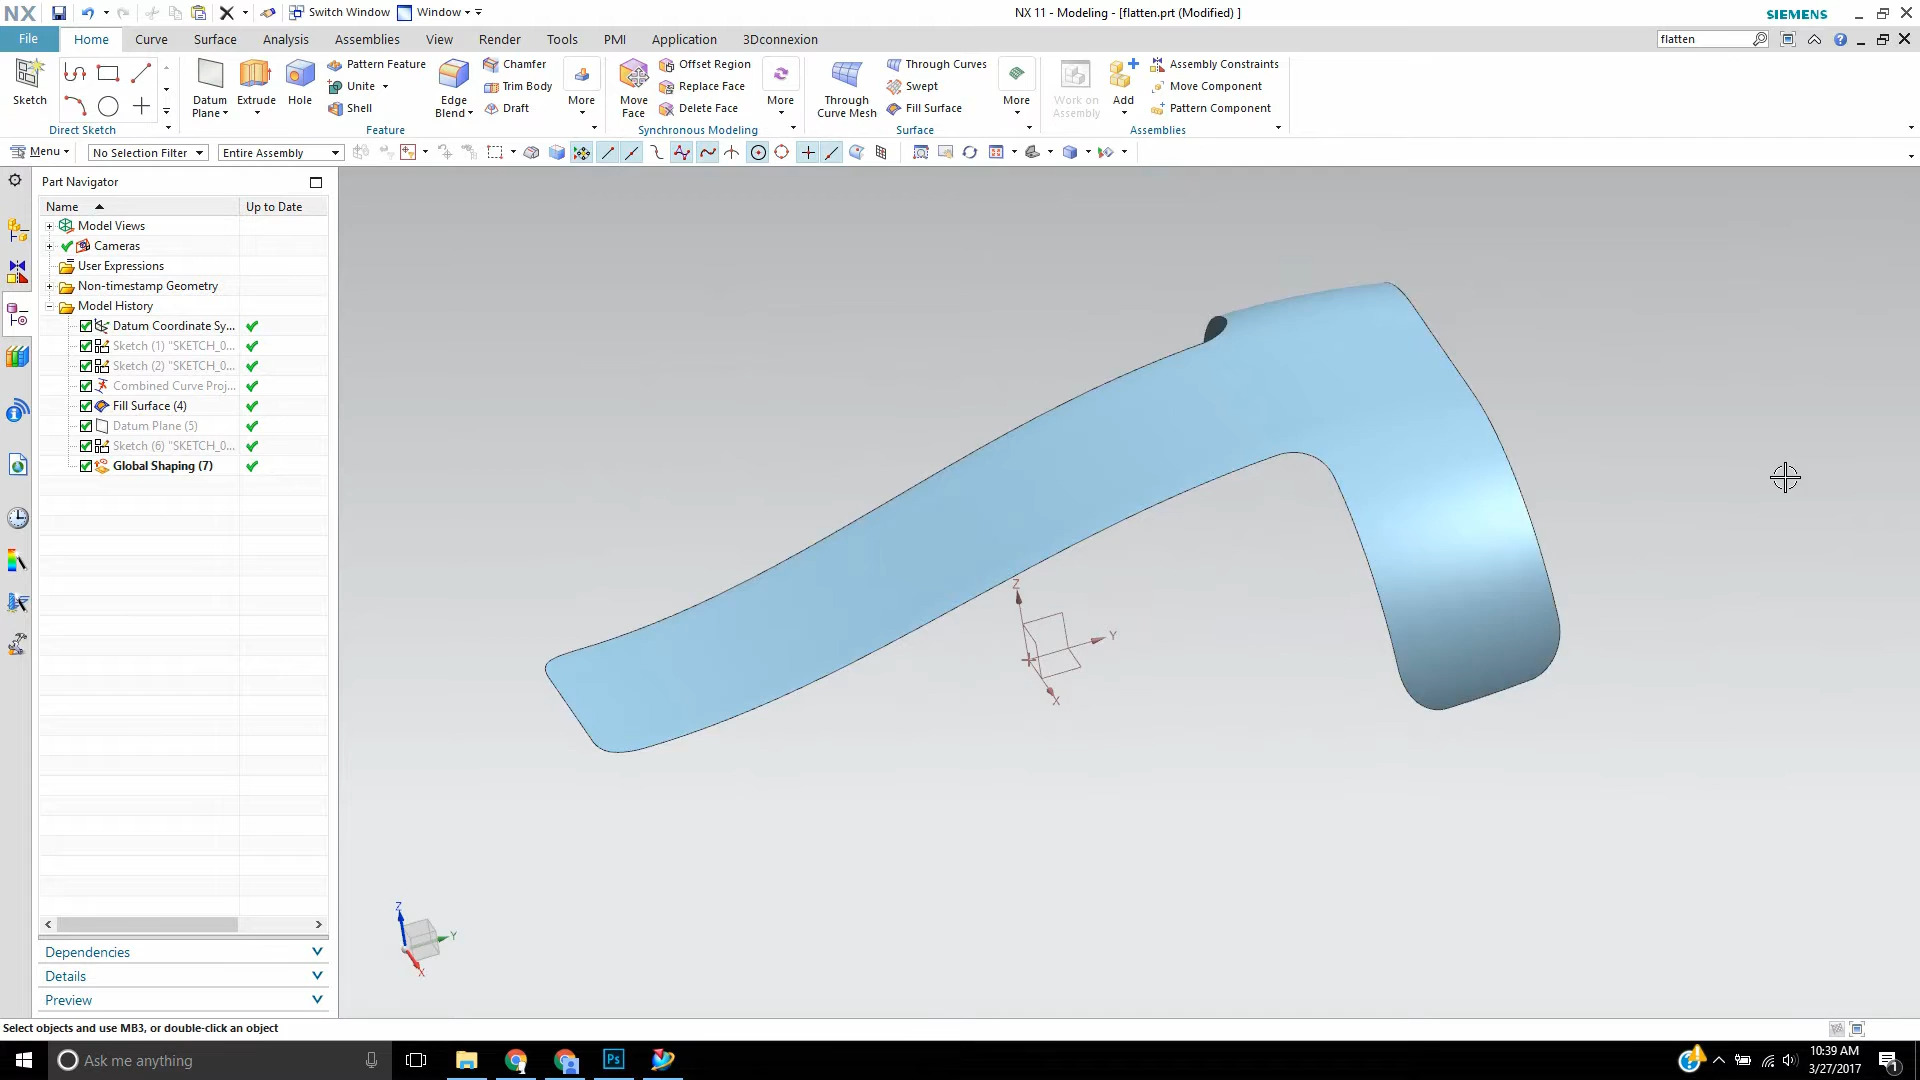 NX Switch Window Window NX 11 - Modeling - [flatten.prt (Modified) ] SIEMENS
File Home Curve Surface Analysis Assemblies View Render Tools PMI Application 3Dconnexion flatten
Sketch
Direct Sketch
Datum Plane
Extrude
Hole
Pattern Feature
Unite
Shell
Edge Blend
Chamfer
Trim Body
Draft
More
Feature
Move Face
Offset Region
Replace Face
Delete Face
More
Synchronous Modeling
Through Curve Mesh
Through Curves
Swept
Fill Surface
More
Surface
Work on Assembly
Add
Assembly Constraints
Move Component
Pattern Component
Assemblies
Menu No Selection Filter Entire Assembly
Part Navigator
Name Up to Date
Model Views
Cameras
User Expressions
Non-timestamp Geometry
Model History
Datum Coordinate Sy...
Sketch (1) "SKETCH_0...
Sketch (2) "SKETCH_0...
Combined Curve Proj...
Fill Surface (4)
Datum Plane (5)
Sketch (6) "SKETCH_0...
Global Shaping (7)
Z
Y
X
Z
Y
X
Dependencies
Details
Preview
Select objects and use MB3, or double-click an object
Ask me anything
Ps
10:39 AM
3/27/2017
1